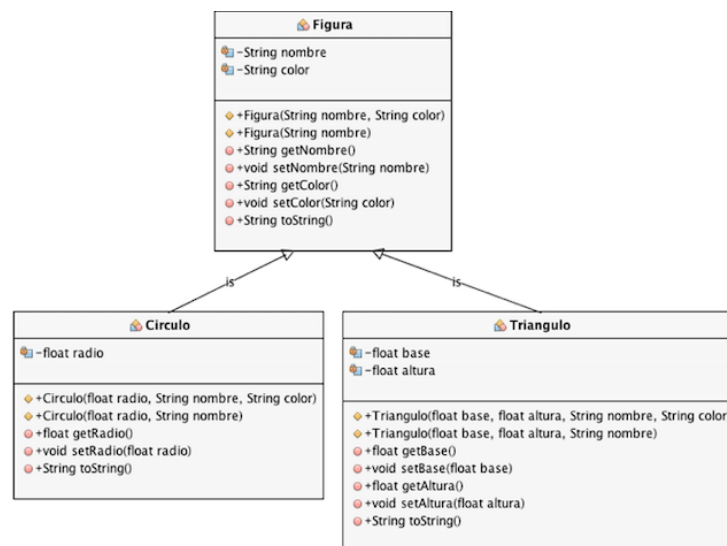 Figura
-String nombre
-String color
+Figura(String nombre, String color)
+Figura(String nombre)
+String getNombre()
+void setNombre(String nombre)
+String getColor()
+void setColor(String color)
+String toString()
is
is
Circulo
-float radio
+Circulo(float radio, String nombre, String color)
+Circulo(float radio, String nombre)
+float getRadio()
+void setRadio(float radio)
+String toString()
Triangulo
-float base
-float altura
+Triangulo(float base, float altura, String nombre, String color
+Triangulo(float base, float altura, String nombre)
+float getBase()
+void setBase(float base)
+float getAltura()
+void setAltura(float altura)
+String toString()